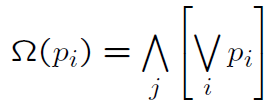 Ω(p_i) = ⋀_j [ ⋁_i p_i ]